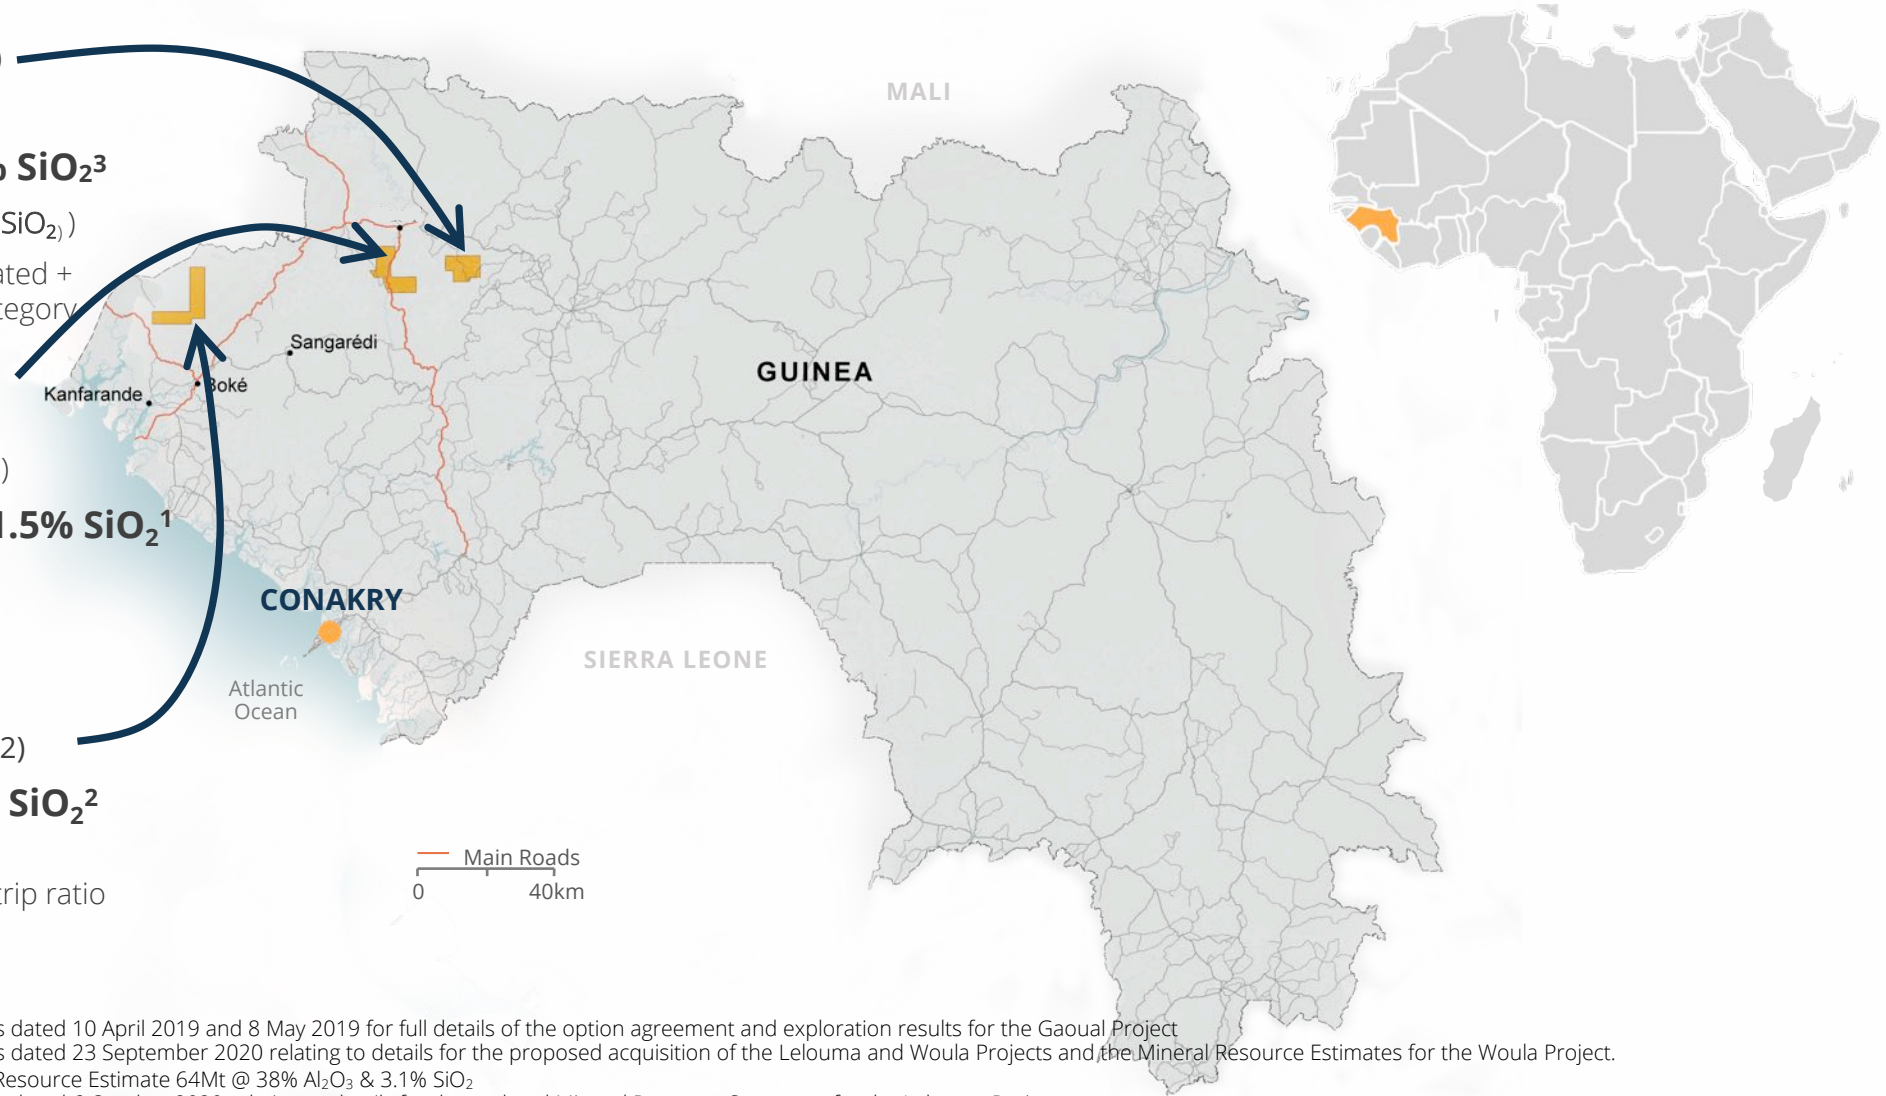 )
SiO₂³
SiO₂₎)
ated +
tegory
)
1.5% SiO₂¹
2)
SiO₂²
trip ratio
MALI
GUINEA
Sangarédi
Boké
Kanfarande
CONAKRY
SIERRA LEONE
Atlantic
Ocean
Main Roads
0 40km
s dated 10 April 2019 and 8 May 2019 for full details of the option agreement and exploration results for the Gaoual Project
s dated 23 September 2020 relating to details for the proposed acquisition of the Lelouma and Woula Projects and the Mineral Resource Estimates for the Woula Project.
Resource Estimate 64Mt @ 38% Al₂O₃ & 3.1% SiO₂